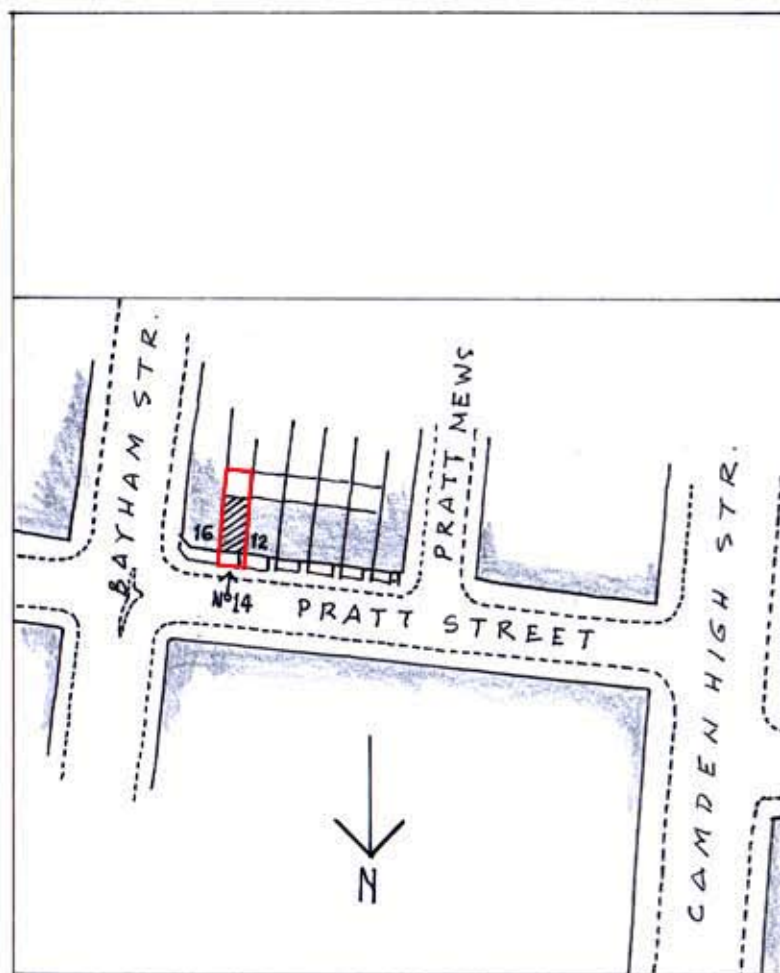 BAYHAM STR.
PRATT MEWS
CAMDEN HIGH STR.
16
12
Nº14
PRATT STREET
N